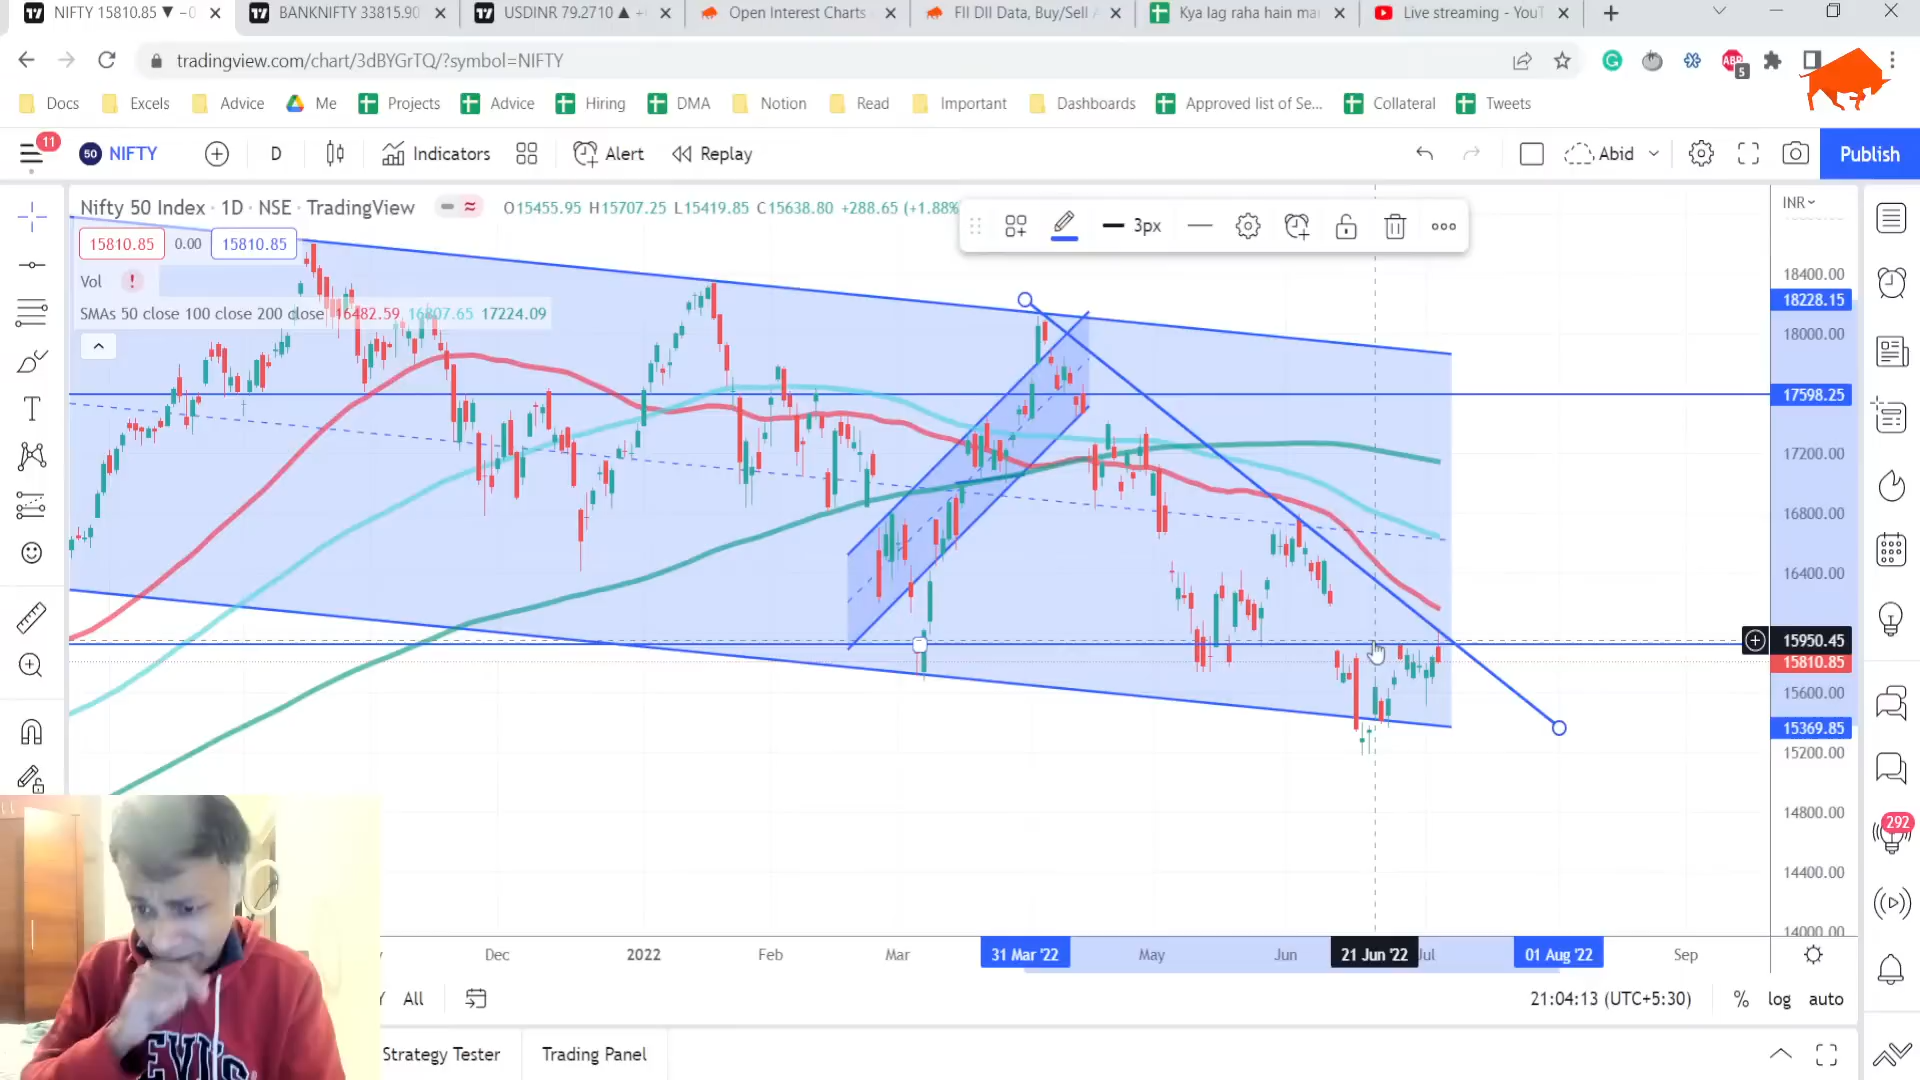 NIFTY 15810.85 ▼ −0
BANKNIFTY 33815.90
USDINR 79.2710 ▲ +
Open Interest Charts
FII DII Data, Buy/Sell
Kya lag raha hain ma
Live streaming - YouT
tradingview.com/chart/3dBYGrTQ/?symbol=NIFTY
ABP
5
Docs
Excels
Advice
Me
Projects
Advice
Hiring
DMA
Notion
Read
Important
Dashboards
Approved list of Se...
Collateral
Tweets
11
50 NIFTY
D
Indicators
Alert
Replay
Abid
Publish
Nifty 50 Index · 1D · NSE · TradingView
O15455.95 H15707.25 L15419.85 C15638.80 +288.65 (+1.88%
3px
INR
15810.85 0.00 15810.85
Vol !
SMAs 50 close 100 close 200 close 16482.59 16807.65 17224.09
18400.00
18228.15
18000.00
17598.25
17200.00
16800.00
16400.00
15950.45
15810.85
15600.00
15369.85
15200.00
14800.00
14400.00
14000.00
292
Dec
2022
Feb
Mar
31 Mar '22
May
Jun
21 Jun '22
Jul
01 Aug '22
Sep
Y
All
21:04:13 (UTC+5:30)
%
log
auto
Strategy Tester
Trading Panel